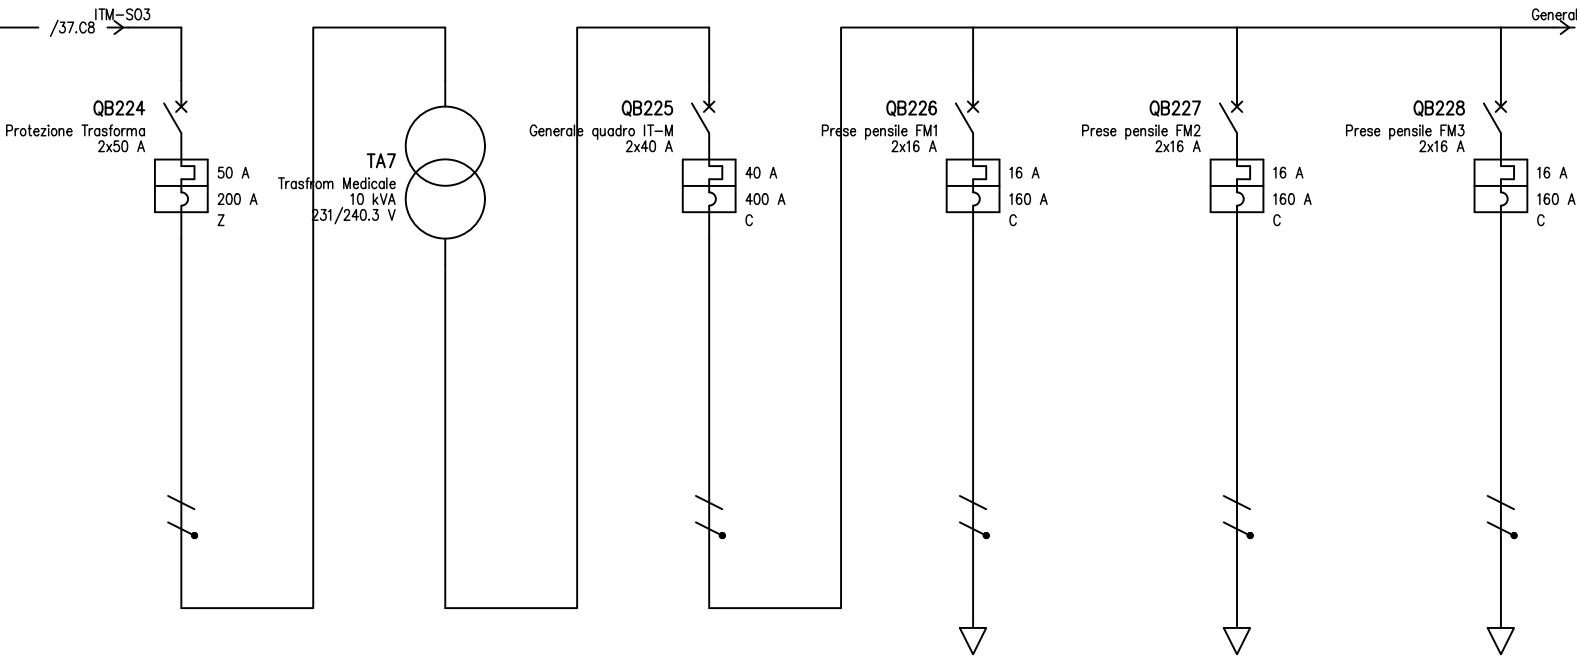 ITM-S03
/37.C8
General
QB224
Protezione Trasforma
2x50 A
50 A
200 A
Z
TA7
Trasfrom Medicale
10 kVA
231/240.3 V
QB225
Generale quadro IT-M
2x40 A
40 A
400 A
C
QB226
Prese pensile FM1
2x16 A
16 A
160 A
C
QB227
Prese pensile FM2
2x16 A
16 A
160 A
C
QB228
Prese pensile FM3
2x16 A
16 A
160 A
C